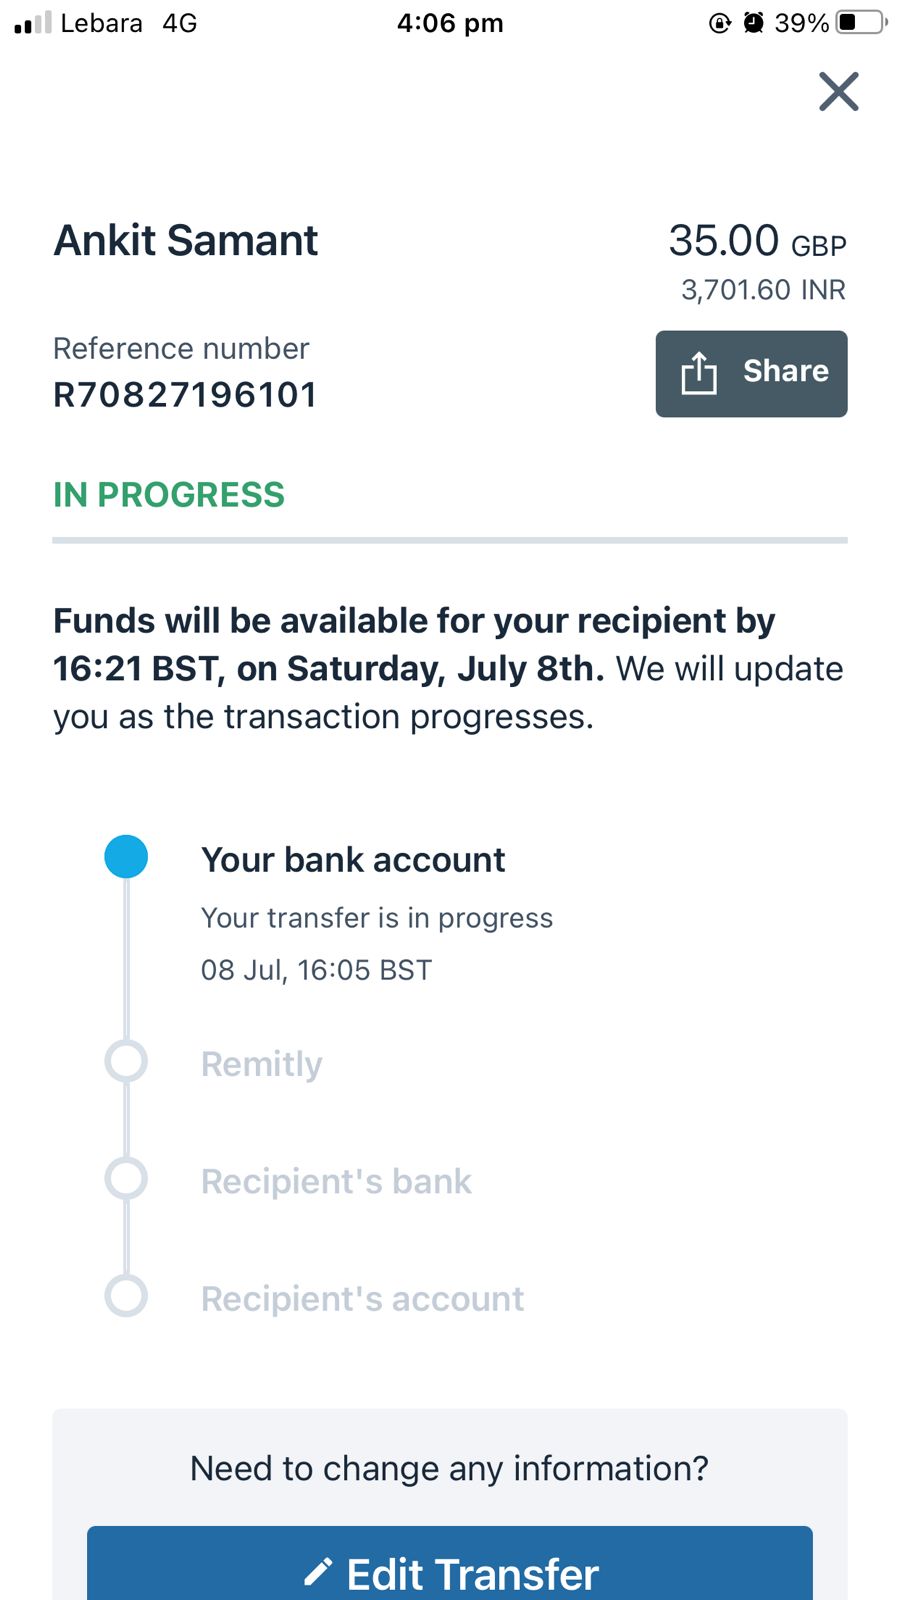 Lebara 4G 4:06 pm 39%
Ankit Samant
35.00 GBP
3,701.60 INR
Reference number
R70827196101
Share
IN PROGRESS
Funds will be available for your recipient by
16:21 BST, on Saturday, July 8th. We will update
you as the transaction progresses.
Your bank account
Your transfer is in progress
08 Jul, 16:05 BST
Remitly
Recipient's bank
Recipient's account
Need to change any information?
Edit Transfer